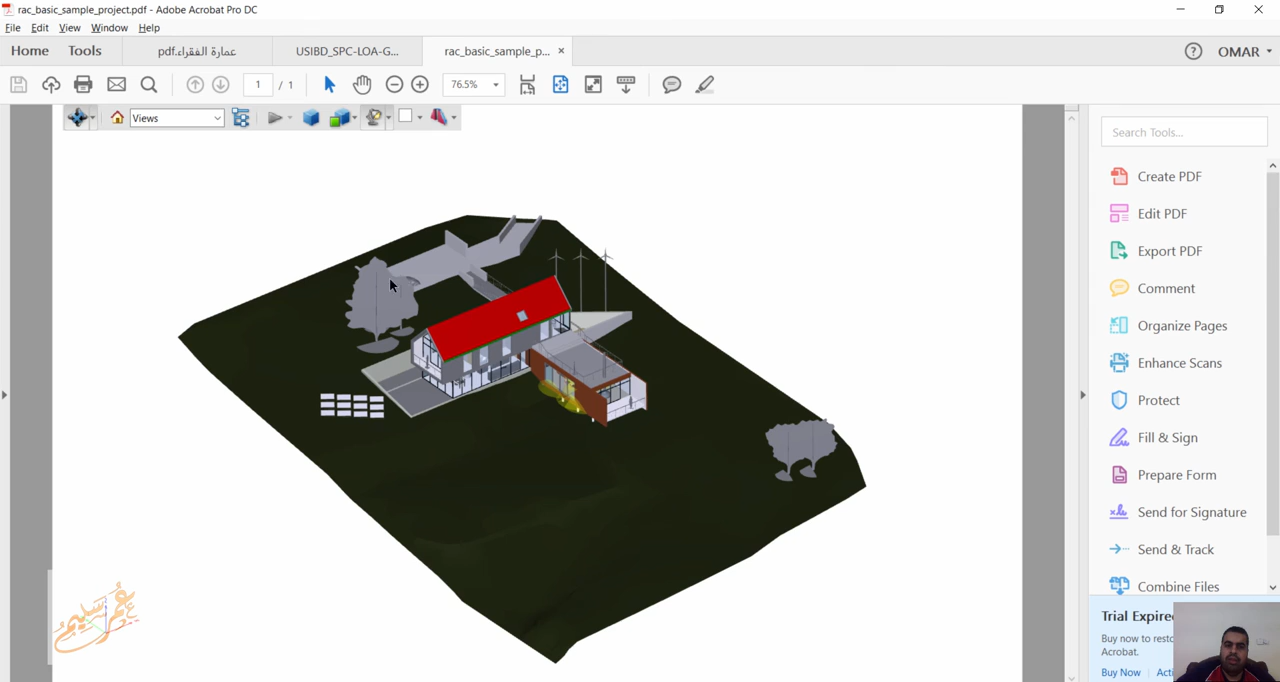 rac_basic_sample_project.pdf - Adobe Acrobat Pro DC
File Edit View Window Help
Home Tools عمارة الفقراء.pdf USIBD_SPC-LOA-G... rac_basic_sample_p... ×
OMAR
1 / 1 76.5%
Views
Search Tools...
Create PDF
Edit PDF
Export PDF
Comment
Organize Pages
Enhance Scans
Protect
Fill & Sign
Prepare Form
Send for Signature
Send & Track
Combine Files
عمر سليم
Trial Expire
Buy now to resto
Acrobat.
Buy Now Acti